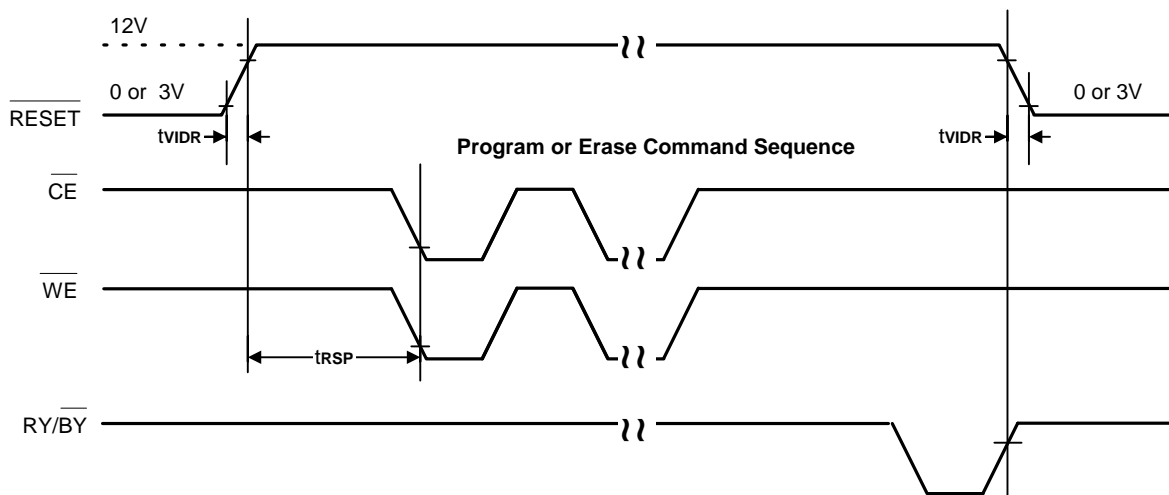 12V
0 or 3V
0 or 3V
RESET
tVIDR
tVIDR
Program or Erase Command Sequence
CE
WE
tRSP
RY/BY